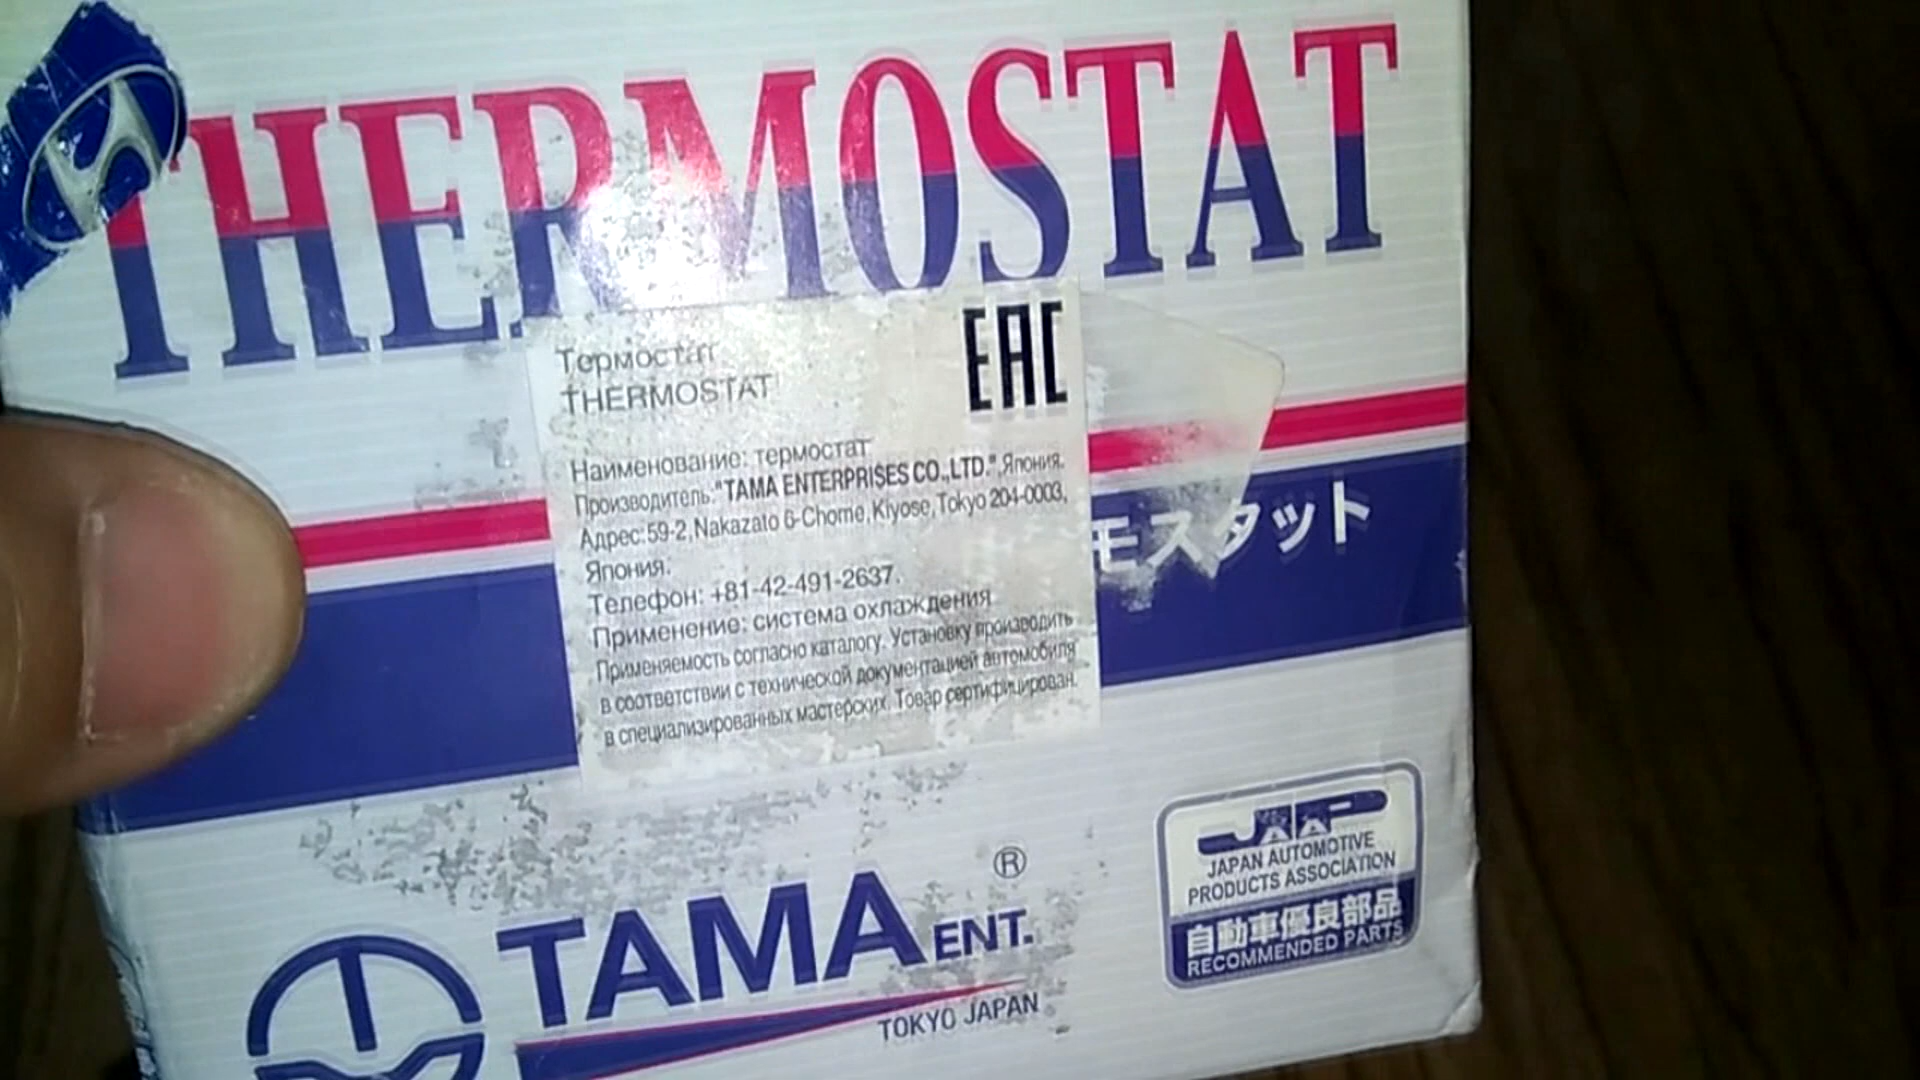 THERMOSTAT
Термостат
THERMOSTAT
EAC
Наименование: термостат
Производитель:"TAMA ENTERPRISES CO.,LTD.",Япония.
Адрес:59-2,Nakazato 6-Chome,Kiyose,Tokyo 204-0003,
Япония.
Телефон: +81-42-491-2637.
Применение: система охлаждения
Применяемость согласно каталогу. Установку производить
в соответствии с технической документацией автомобиля
в специализированных мастерских. Товар сертифицирован.
モスタット
TAMA ENT. ®
TOKYO JAPAN
JAPA
JAPAN AUTOMOTIVE
PRODUCTS ASSOCIATION
自動車優良部品
RECOMMENDED PARTS